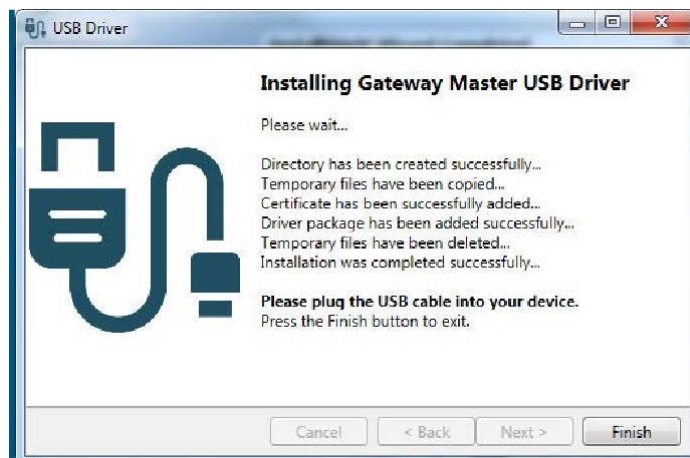 USB Driver
Installing Gateway Master USB Driver
Please wait...
Directory has been created successfully...
Temporary files have been copied...
Certificate has been successfully added...
Driver package has been added successfully...
Temporary files have been deleted...
Installation was completed successfully...
Please plug the USB cable into your device.
Press the Finish button to exit.
Cancel
< Back
Next >
Finish